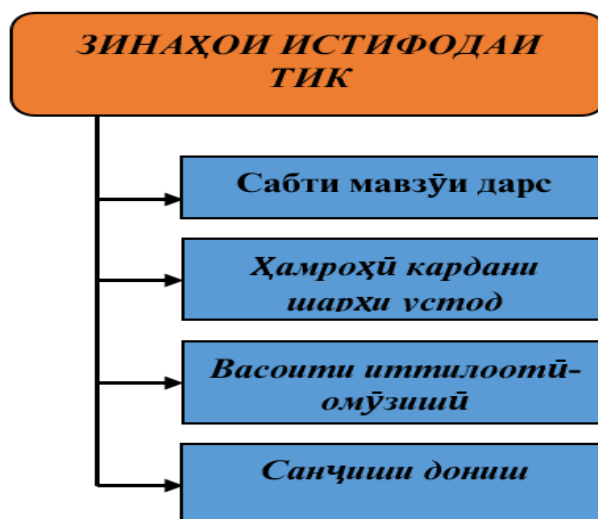 ЗИНАҲОИ ИСТИФОДАИ
ТИК
Сабти мавзӯи дарс
Ҳамроҳӣ кардани
шарҳи устод
Васоити иттилоотӣ-
омӯзишӣ
Санҷиши дониш